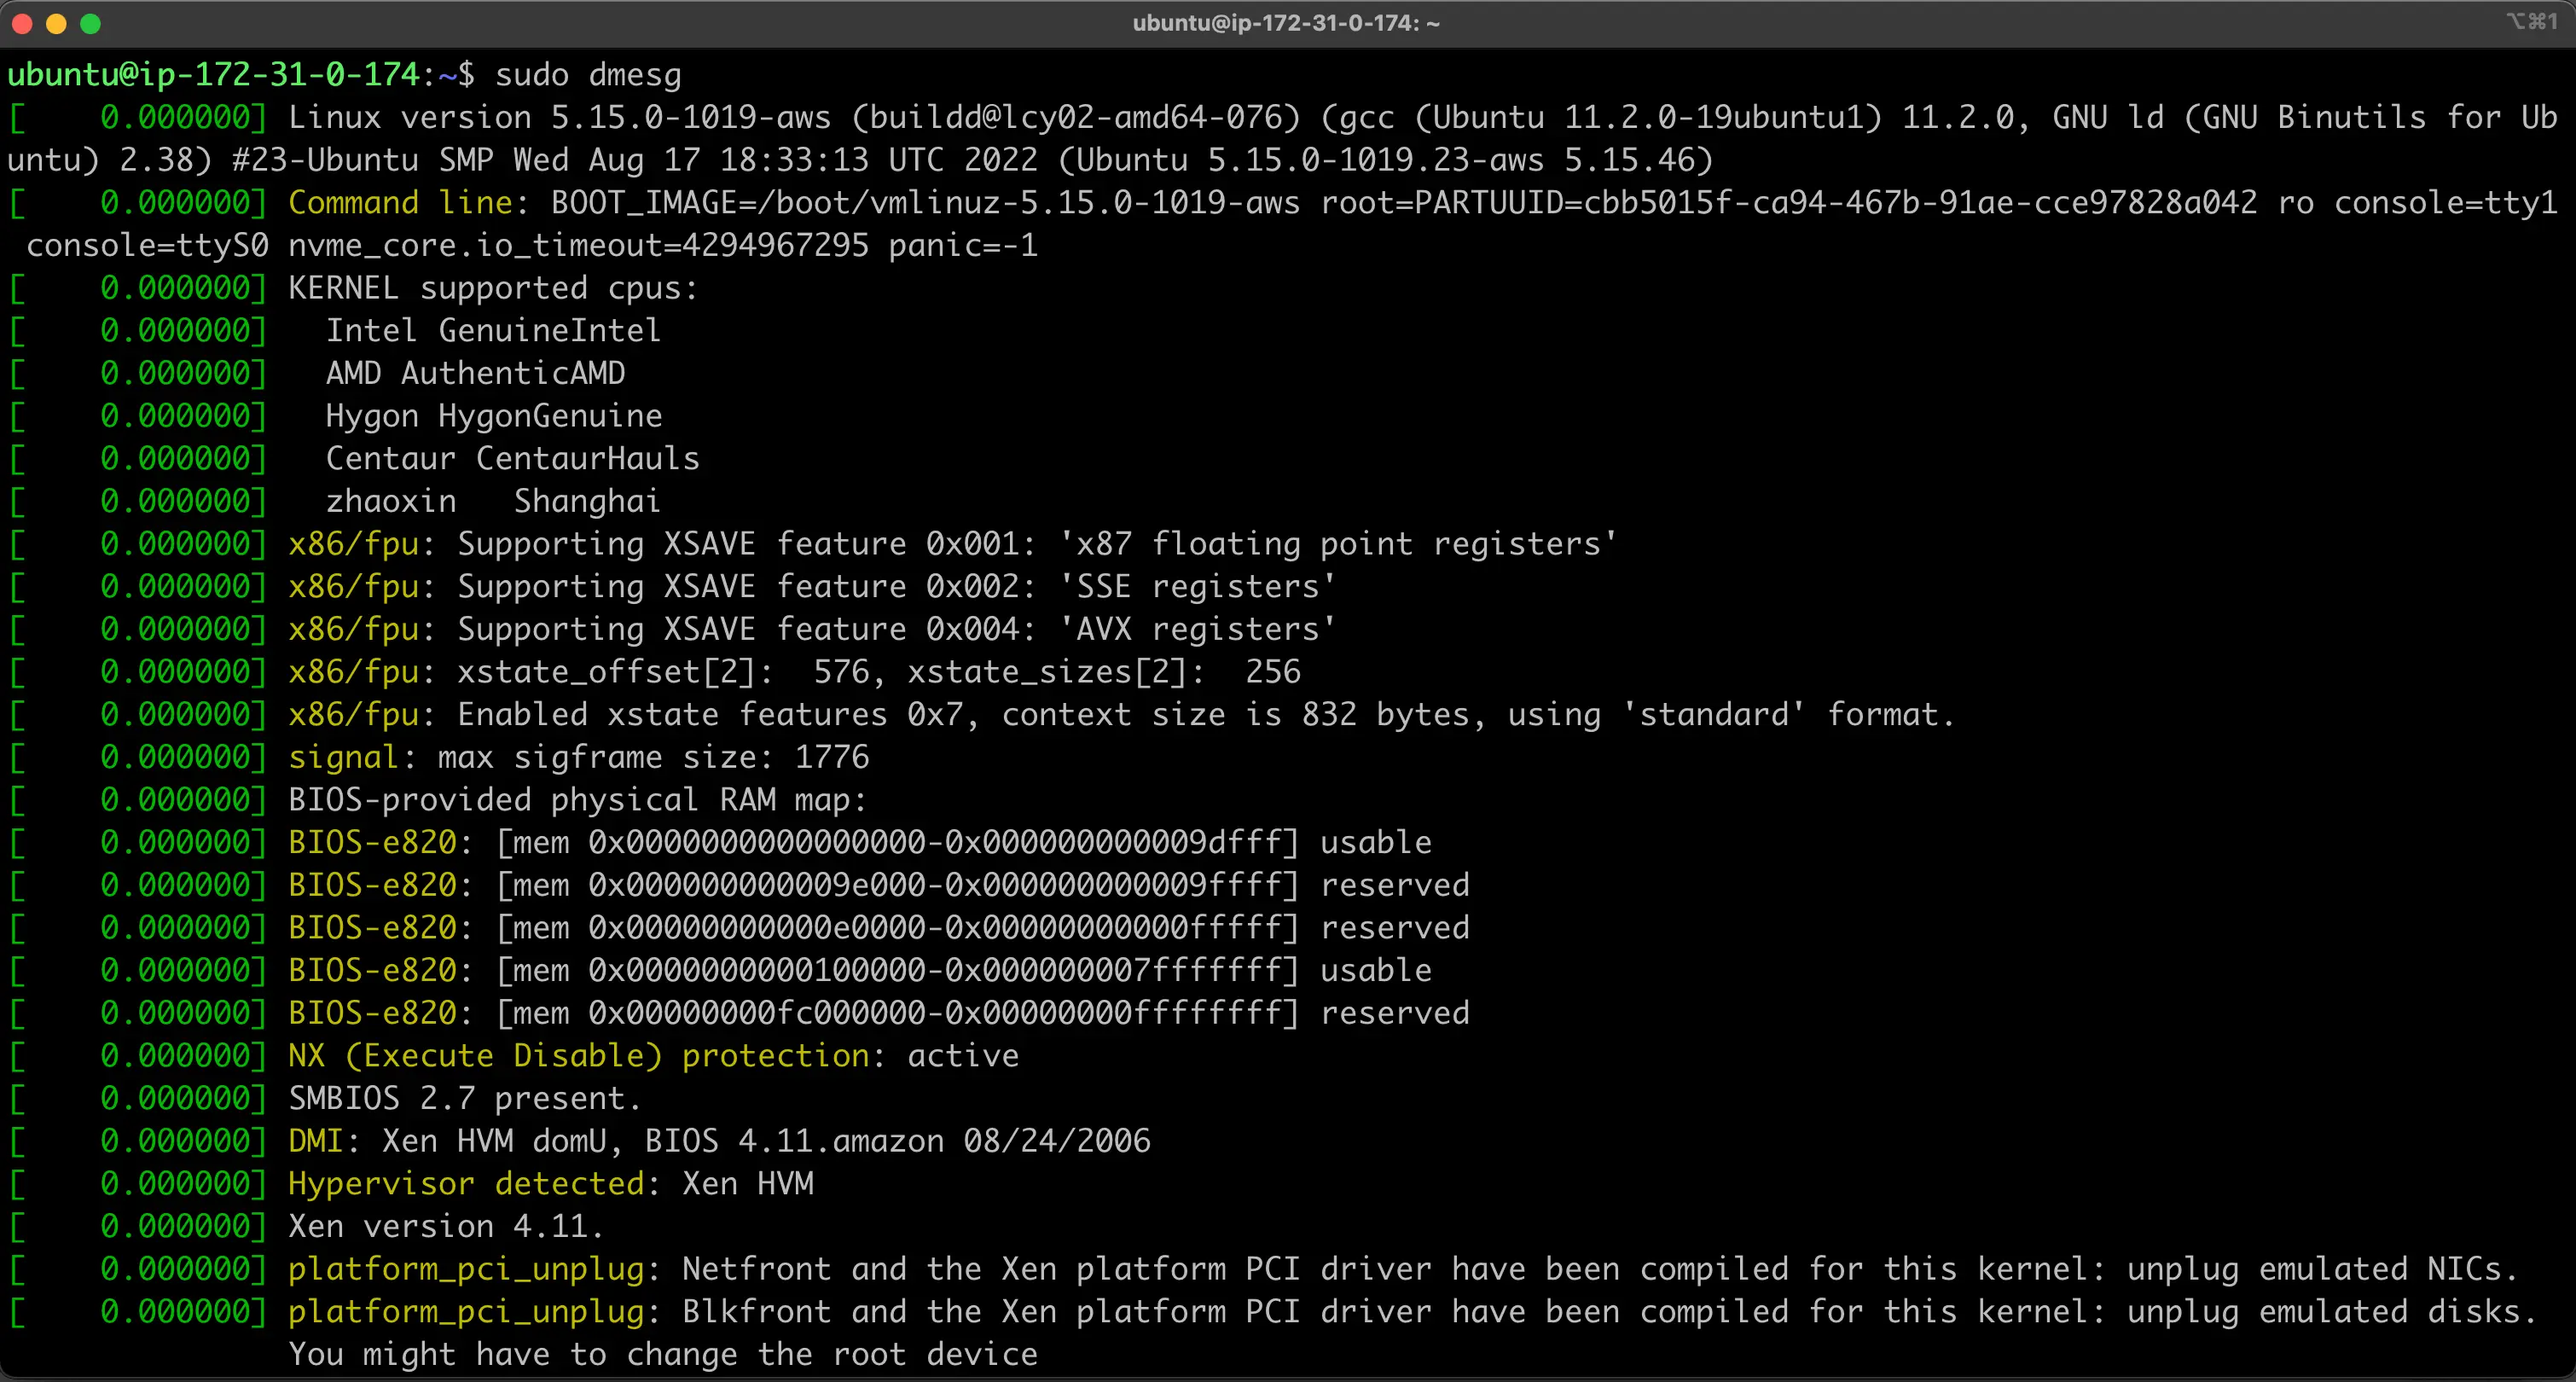 ubuntu@ip-172-31-0-174: ~
⌥⌘1
ubuntu@ip-172-31-0-174:~$ sudo dmesg
[    0.000000] Linux version 5.15.0-1019-aws (buildd@lcy02-amd64-076) (gcc (Ubuntu 11.2.0-19ubuntu1) 11.2.0, GNU ld (GNU Binutils for Ub
untu) 2.38) #23-Ubuntu SMP Wed Aug 17 18:33:13 UTC 2022 (Ubuntu 5.15.0-1019.23-aws 5.15.46)
[    0.000000] Command line: BOOT_IMAGE=/boot/vmlinuz-5.15.0-1019-aws root=PARTUUID=cbb5015f-ca94-467b-91ae-cce97828a042 ro console=tty1
 console=ttyS0 nvme_core.io_timeout=4294967295 panic=-1
[    0.000000] KERNEL supported cpus:
[    0.000000]   Intel GenuineIntel
[    0.000000]   AMD AuthenticAMD
[    0.000000]   Hygon HygonGenuine
[    0.000000]   Centaur CentaurHauls
[    0.000000]   zhaoxin   Shanghai
[    0.000000] x86/fpu: Supporting XSAVE feature 0x001: 'x87 floating point registers'
[    0.000000] x86/fpu: Supporting XSAVE feature 0x002: 'SSE registers'
[    0.000000] x86/fpu: Supporting XSAVE feature 0x004: 'AVX registers'
[    0.000000] x86/fpu: xstate_offset[2]:  576, xstate_sizes[2]:  256
[    0.000000] x86/fpu: Enabled xstate features 0x7, context size is 832 bytes, using 'standard' format.
[    0.000000] signal: max sigframe size: 1776
[    0.000000] BIOS-provided physical RAM map:
[    0.000000] BIOS-e820: [mem 0x0000000000000000-0x000000000009dfff] usable
[    0.000000] BIOS-e820: [mem 0x000000000009e000-0x000000000009ffff] reserved
[    0.000000] BIOS-e820: [mem 0x00000000000e0000-0x00000000000fffff] reserved
[    0.000000] BIOS-e820: [mem 0x0000000000100000-0x000000007fffffff] usable
[    0.000000] BIOS-e820: [mem 0x00000000fc000000-0x00000000ffffffff] reserved
[    0.000000] NX (Execute Disable) protection: active
[    0.000000] SMBIOS 2.7 present.
[    0.000000] DMI: Xen HVM domU, BIOS 4.11.amazon 08/24/2006
[    0.000000] Hypervisor detected: Xen HVM
[    0.000000] Xen version 4.11.
[    0.000000] platform_pci_unplug: Netfront and the Xen platform PCI driver have been compiled for this kernel: unplug emulated NICs.
[    0.000000] platform_pci_unplug: Blkfront and the Xen platform PCI driver have been compiled for this kernel: unplug emulated disks.
               You might have to change the root device